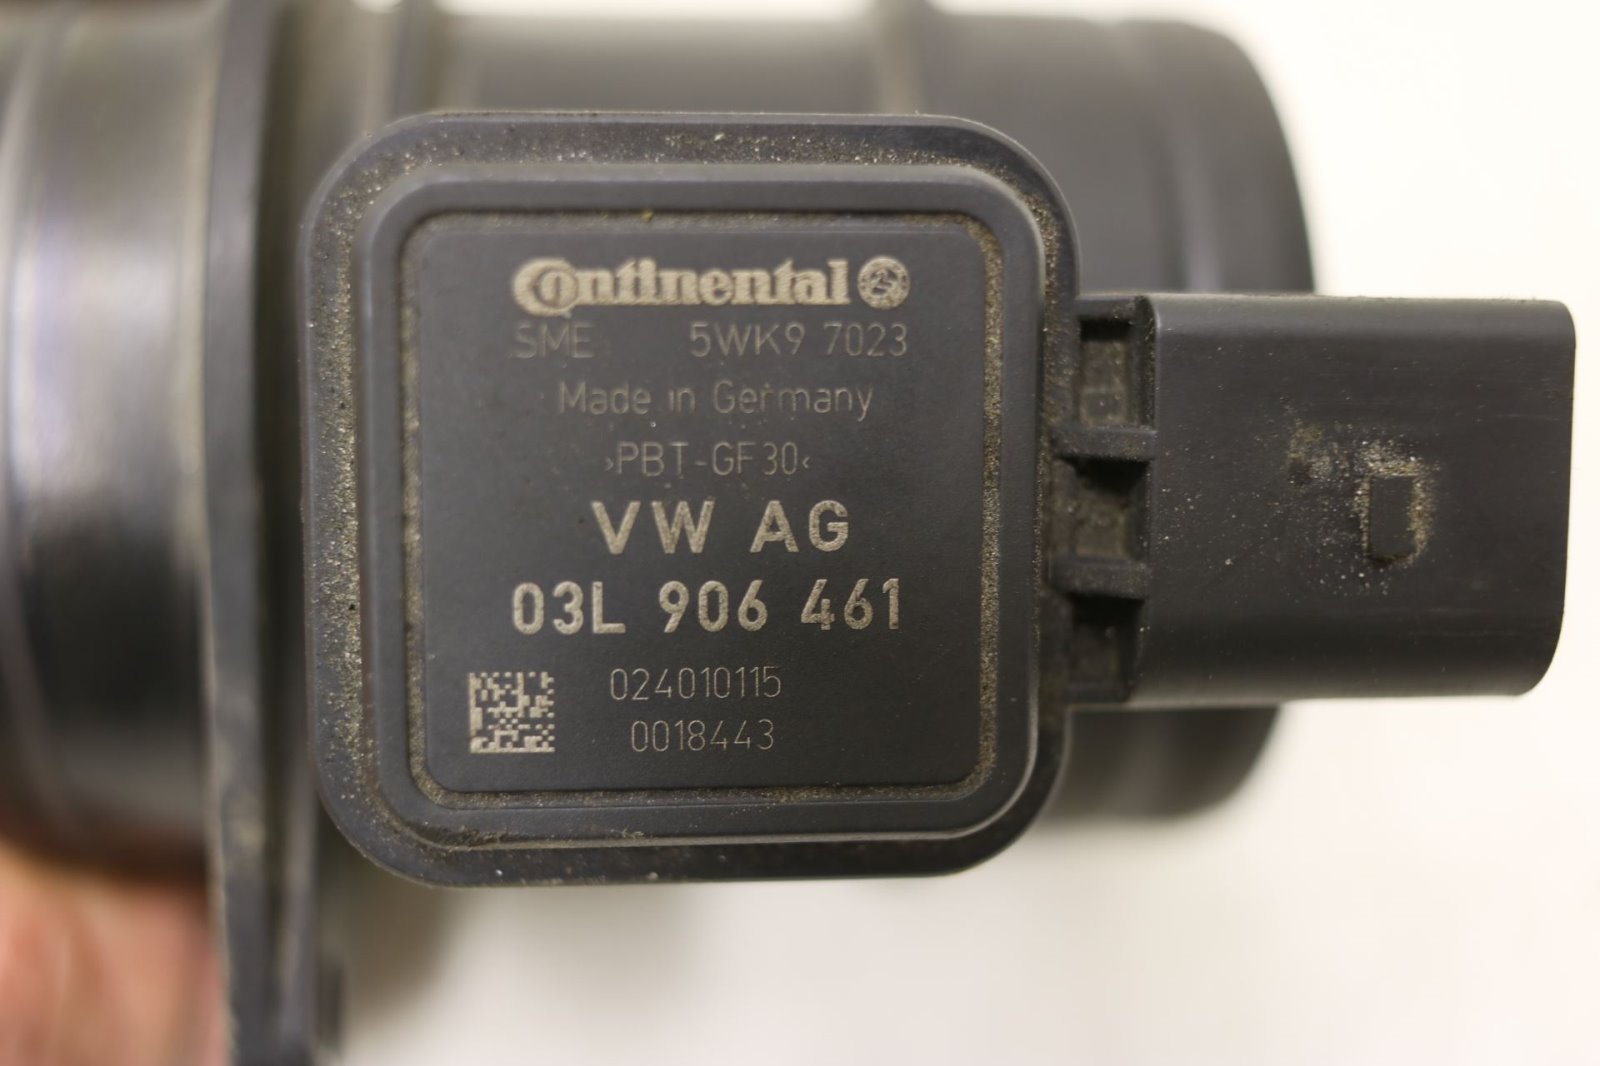 Continental
SME 5WK9 7023
Made in Germany
›PBT-GF30‹
VW AG
03L 906 461
024010115
0018443